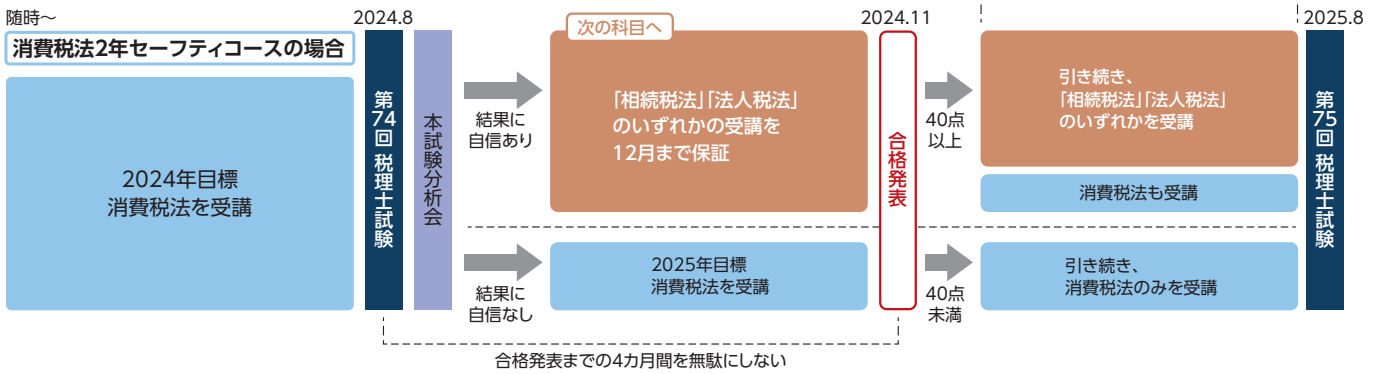 随時～
2024.8
2024.11
2025.8
消費税法2年セーフティコースの場合
2024年目標
消費税法を受講
第74回 税理士試験
本試験分析会
結果に
自信あり
次の科目へ
「相続税法」「法人税法」
のいずれかの受講を
12月まで保証
合格発表
40点
以上
引き続き、
「相続税法」「法人税法」
のいずれかを受講
消費税法も受講
第75回 税理士試験
結果に
自信なし
2025年目標
消費税法を受講
40点
未満
引き続き、
消費税法のみを受講
合格発表までの4カ月間を無駄にしない